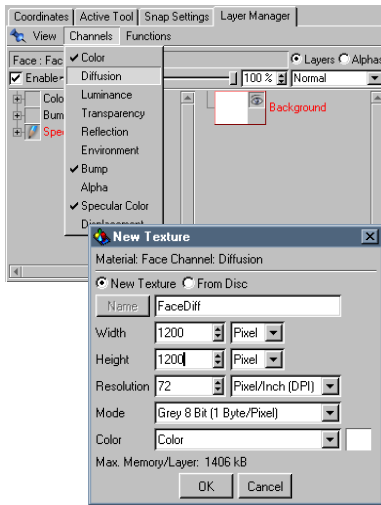 Coordinates Active Tool Snap Settings Layer Manager
View Channels Functions
Face : Fac
Layers Alphas
Enable
100 % Normal
Colo
Bum
Spe
Color
Diffusion
Luminance
Transparency
Reflection
Environment
Bump
Alpha
Specular Color
Displacement
Background
New Texture
Material: Face Channel: Diffusion
New Texture From Disc
Name FaceDiff
Width 1200 Pixel
Height 1200 Pixel
Resolution 72 Pixel/Inch (DPI)
Mode Grey 8 Bit (1 Byte/Pixel)
Color Color
Max. Memory/Layer: 1406 kB
OK Cancel